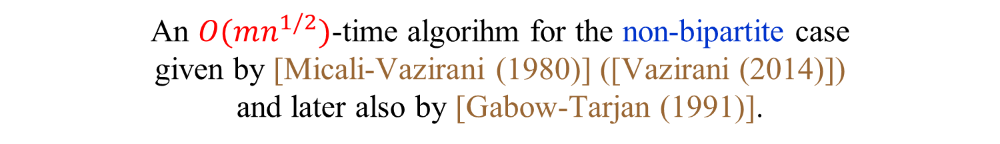 An O(mn^{1/2})-time algorihm for the non-bipartite case
given by [Micali-Vazirani (1980)] ([Vazirani (2014)])
and later also by [Gabow-Tarjan (1991)].